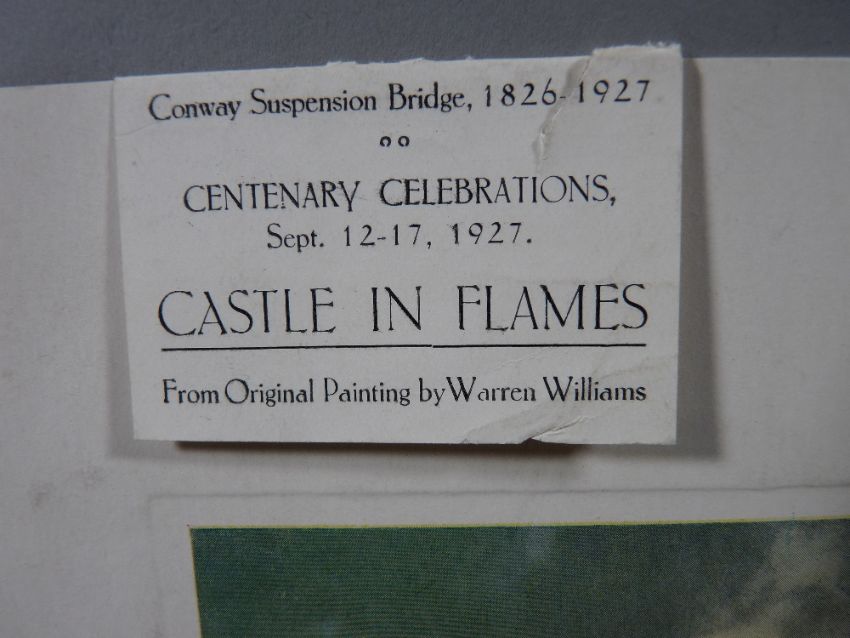 Conway Suspension Bridge, 1826-1927
CENTENARY CELEBRATIONS,
Sept. 12-17, 1927.
CASTLE IN FLAMES
From Original Painting by Warren Williams